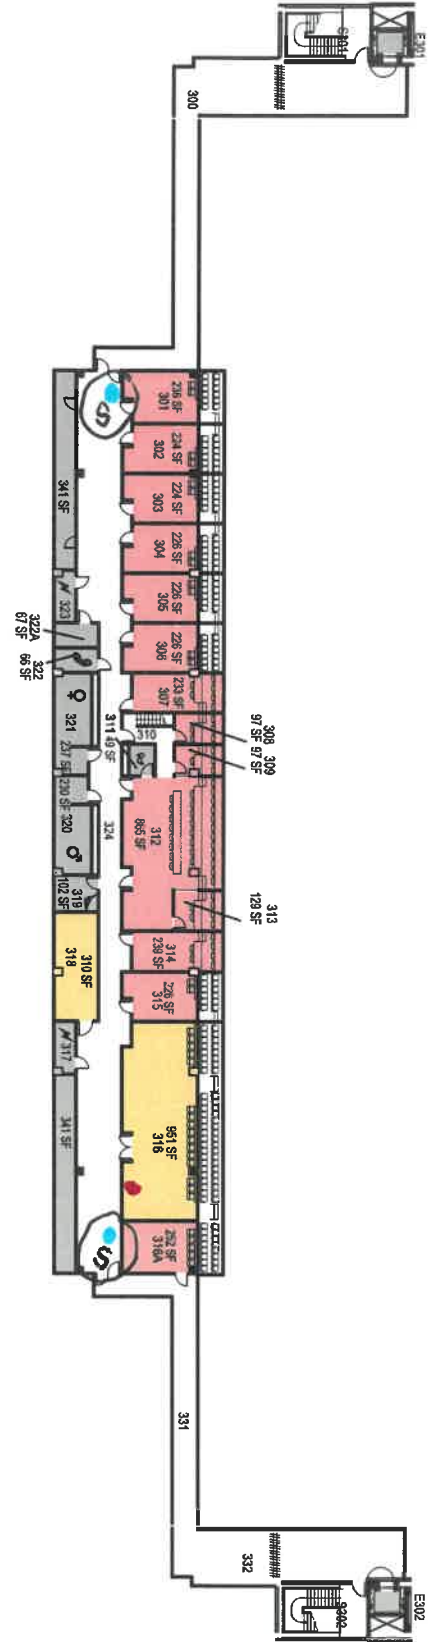 E301
S301
300
236 SF
301
224 SF
302
224 SF
303
226 SF
304
226 SF
305
226 SF
306
233 SF
307
308
97 SF
309
97 SF
310
311
49 SF
865 SF
312
313
129 SF
314
239 SF
226 SF
315
951 SF
316
252 SF
316A
S
341 SF
323
322A
67 SF
322
66 SF
321
237 SF
230 SF
320
324
319
102 SF
310 SF
318
317
341 SF
S
331
332
S302
E302